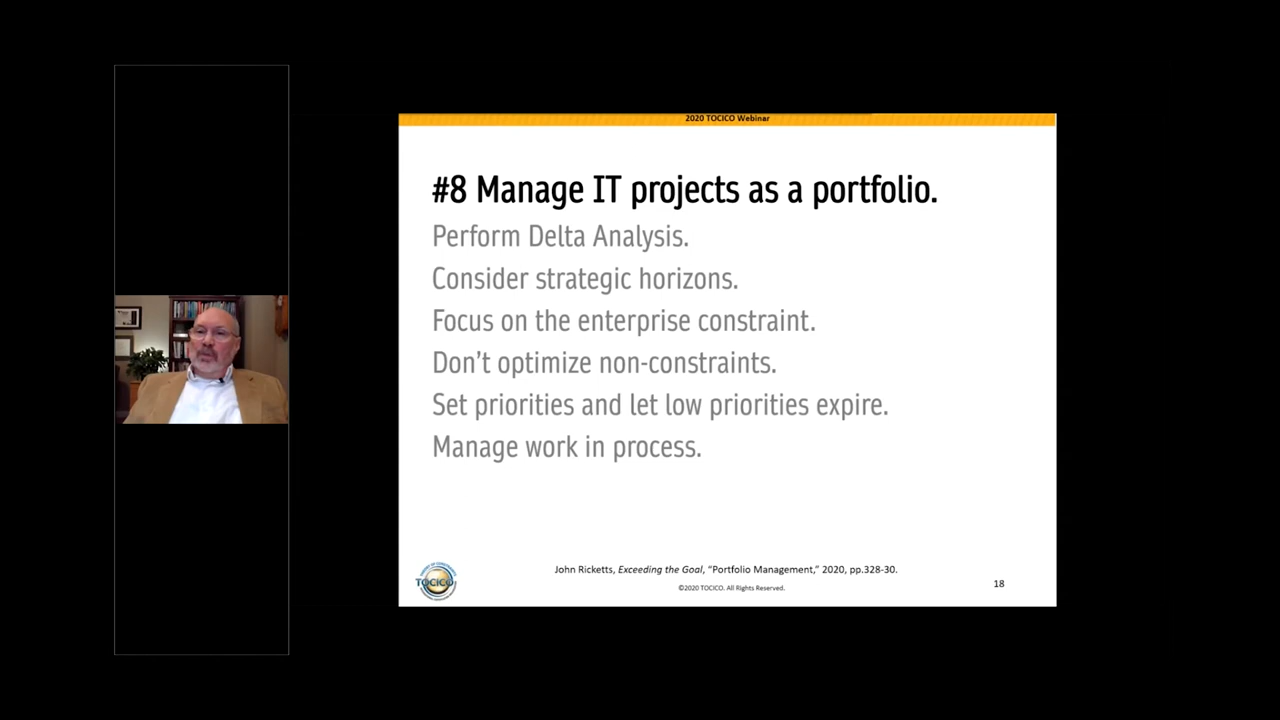 2020 TOCICO Webinar
#8 Manage IT projects as a portfolio.
Perform Delta Analysis.
Consider strategic horizons.
Focus on the enterprise constraint.
Don’t optimize non-constraints.
Set priorities and let low priorities expire.
Manage work in process.
TOCICO
John Ricketts, Exceeding the Goal, “Portfolio Management,” 2020, pp.328-30.
©2020 TOCICO. All Rights Reserved.
18